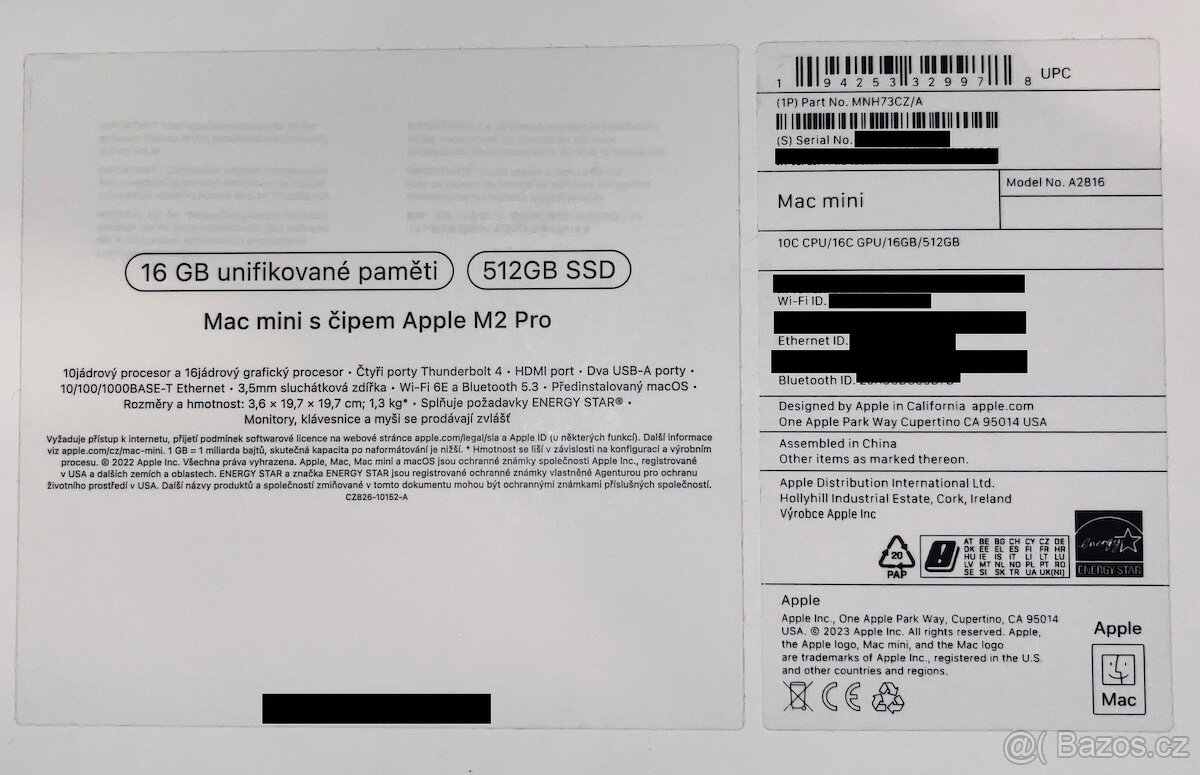 16 GB unifikované paměti
512GB SSD
Mac mini s čipem Apple M2 Pro
10jádrový procesor a 16jádrový grafický procesor • Čtyři porty Thunderbolt 4 • HDMI port • Dva USB-A porty •
10/100/1000BASE-T Ethernet • 3,5mm sluchátková zdířka • Wi-Fi 6E a Bluetooth 5.3 • Předinstalovaný macOS •
Rozměry a hmotnost: 3,6 × 19,7 × 19,7 cm; 1,3 kg* • Splňuje požadavky ENERGY STAR® •
Monitory, klávesnice a myši se prodávají zvlášť
Vyžaduje přístup k internetu, přijetí podmínek softwarové licence na webové stránce apple.com/legal/sla a Apple ID (u některých funkcí). Další informace
viz apple.com/cz/mac-mini. 1 GB = 1 miliarda bajtů, skutečná kapacita po naformátování je nižší. * Hmotnost se liší v závislosti na konfiguraci a výrobním
procesu. © 2022 Apple Inc. Všechna práva vyhrazena. Apple, Mac, Mac mini a macOS jsou ochranné známky společnosti Apple Inc., registrované
v USA a dalších zemích a oblastech. ENERGY STAR a značka ENERGY STAR jsou registrované ochranné známky vlastněné Agenturou pro ochranu
životního prostředí v USA. Další názvy produktů a společností zmiňované v tomto dokumentu mohou být ochrannými známkami příslušných společností.
CZ826-10152-A
1 94253 32997 8 UPC
(1P) Part No. MNH73CZ/A
(S) Serial No.
Mac mini
Model No. A2816
10C CPU/16C GPU/16GB/512GB
Wi-Fi ID.
Ethernet ID.
Bluetooth ID.
Designed by Apple in California apple.com
One Apple Park Way Cupertino CA 95014 USA
Assembled in China
Other items as marked thereon.
Apple Distribution International Ltd.
Hollyhill Industrial Estate, Cork, Ireland
Výrobce Apple Inc
20
PAP
AT BE BG CH CY CZ DE
DK EE EL ES FI FR HR
HU IE IS IT LI LT LU
LV MT NL NO PL PT RO
SE SI SK TR UA UK(NI)
energy
ENERGY STAR
Apple
Apple Inc., One Apple Park Way, Cupertino, CA 95014
USA. © 2023 Apple Inc. All rights reserved. Apple,
the Apple logo, Mac mini, and the Mac logo
are trademarks of Apple Inc., registered in the U.S.
and other countries and regions.
CE
Apple
Mac
@( Bazos.cz